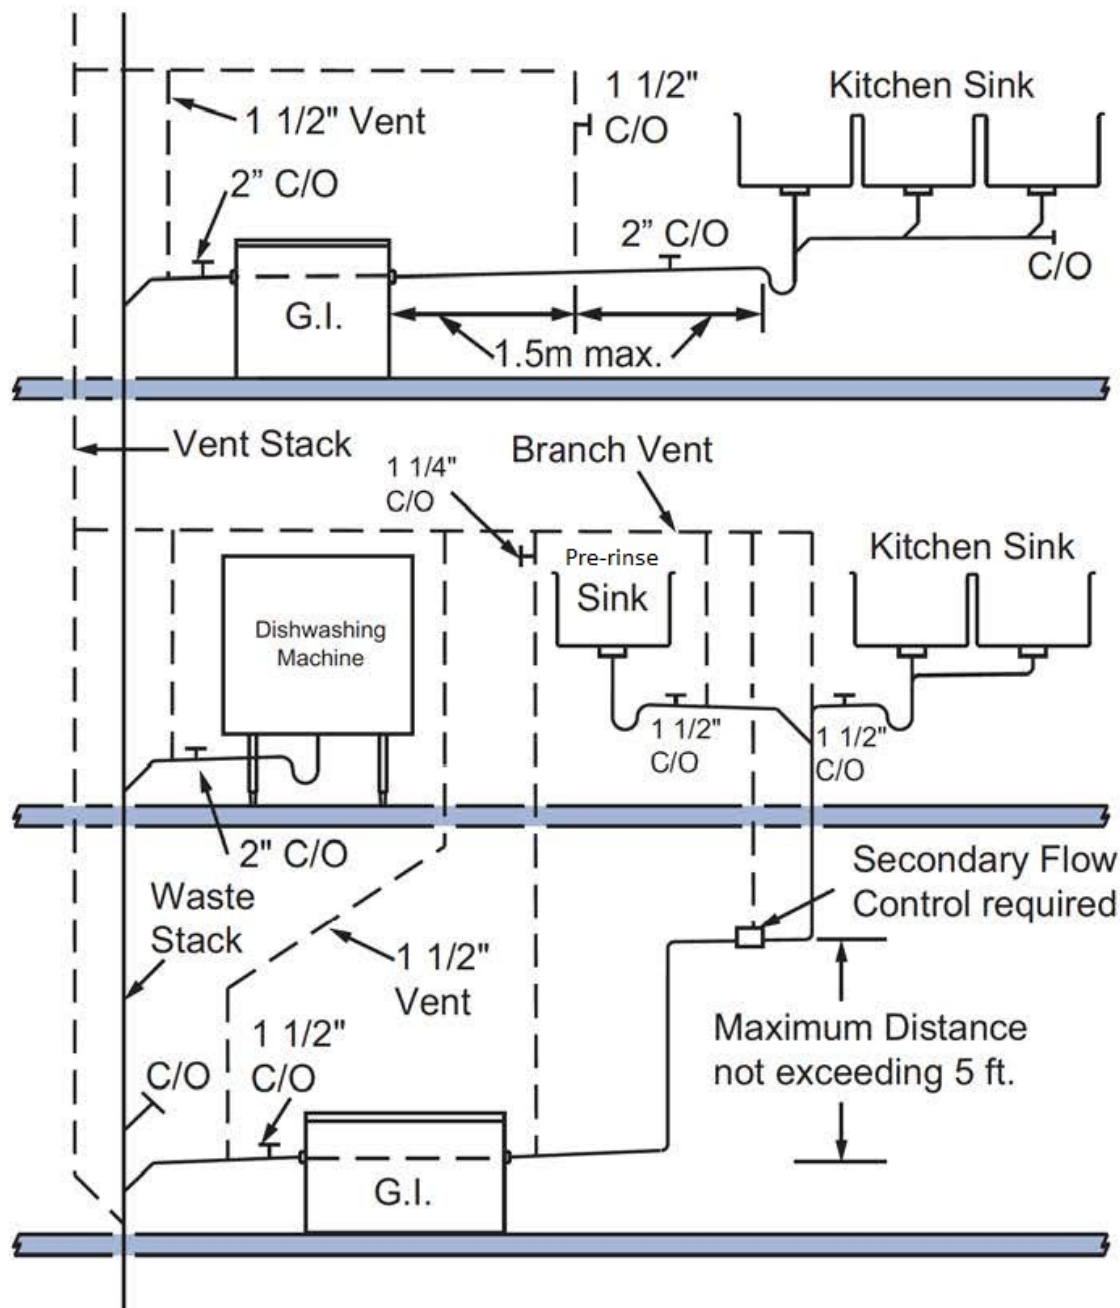 1 1/2" Vent
1 1/2"
C/O
Kitchen Sink
2” C/O
2” C/O
C/O
G.I.
1.5m max.
Vent Stack
1 1/4"
C/O
Branch Vent
Kitchen Sink
Pre-rinse
Sink
Dishwashing
Machine
1 1/2"
C/O
1 1/2"
C/O
2" C/O
Secondary Flow
Control required
Waste
Stack
1 1/2"
Vent
Maximum Distance
not exceeding 5 ft.
1 1/2"
C/O
C/O
G.I.